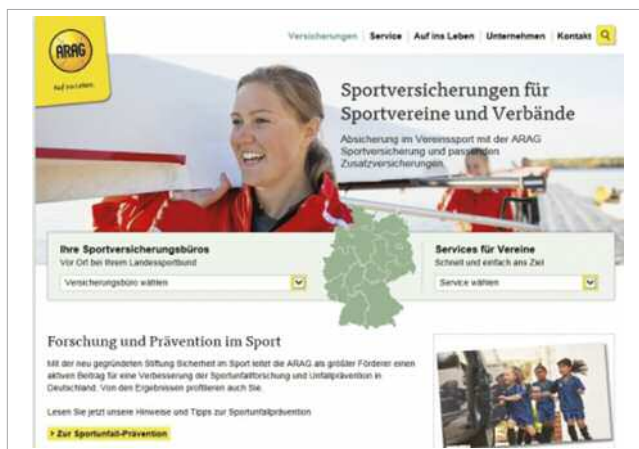 ARAG
Auf ins Leben.
Versicherungen Service Auf ins Leben Unternehmen Kontakt
Sportversicherungen für
Sportvereine und Verbände
Absicherung im Vereinssport mit der ARAG
Sportversicherung und passenden
Zusatzversicherungen.
Ihre Sportversicherungsbüros
Vor Ort bei Ihrem Landessportbund
Versicherungsbüro wählen
Services für Vereine
Schnell und einfach ans Ziel
Service wählen
Forschung und Prävention im Sport
Mit der neu gegründeten Stiftung Sicherheit im Sport leitet die ARAG als größter Förderer einen
aktiven Beitrag für eine Verbesserung der Sportunfallforschung und Unfallprävention in
Deutschland. Von den Ergebnissen profitieren auch Sie.
Lesen Sie jetzt unsere Hinweise und Tipps zur Sportunfallprävention
> Zur Sportunfall-Prävention